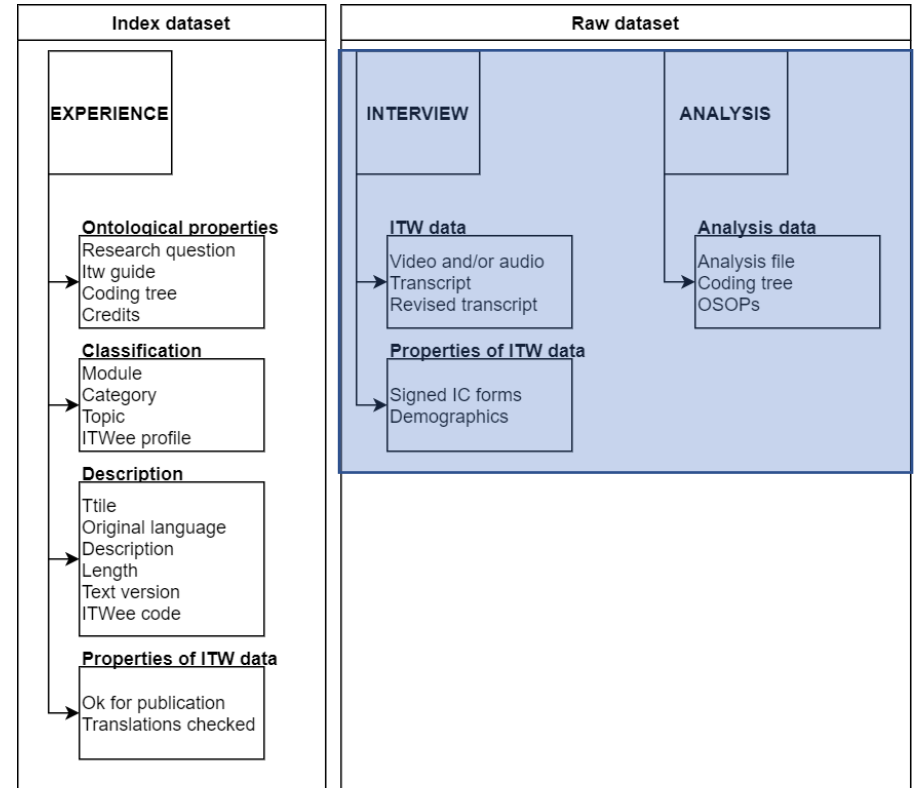 Index dataset
EXPERIENCE
Ontological properties
Research question
Itw guide
Coding tree
Credits
Classification
Module
Category
Topic
ITWee profile
Description
Ttile
Original language
Description
Length
Text version
ITWee code
Properties of ITW data
Ok for publication
Translations checked
Raw dataset
INTERVIEW
ITW data
Video and/or audio
Transcript
Revised transcript
Properties of ITW data
Signed IC forms
Demographics
ANALYSIS
Analysis data
Analysis file
Coding tree
OSOPs